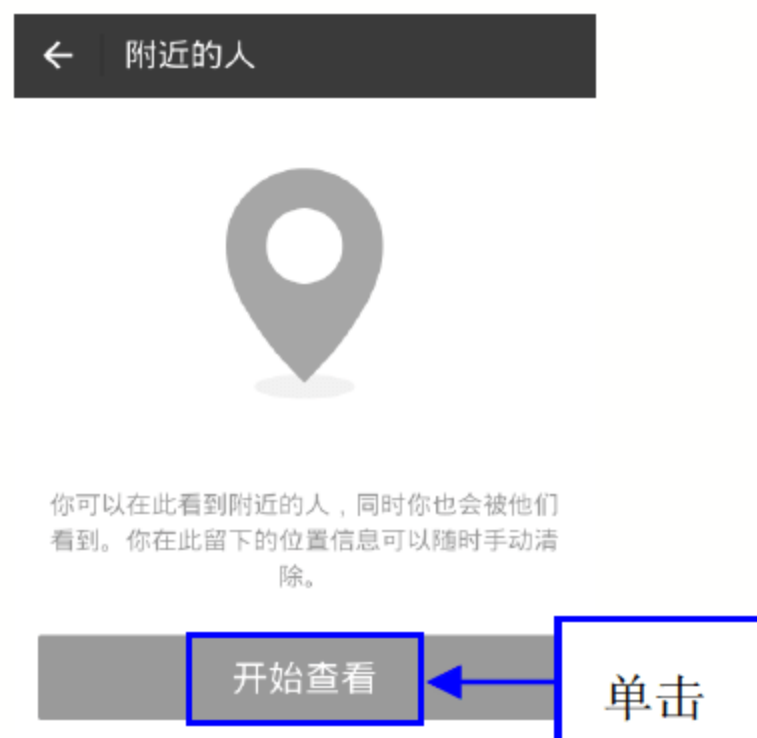 附近的人
你可以在此看到附近的人，同时你也会被他们
看到。你在此留下的位置信息可以随时手动清
除。
开始查看
单击